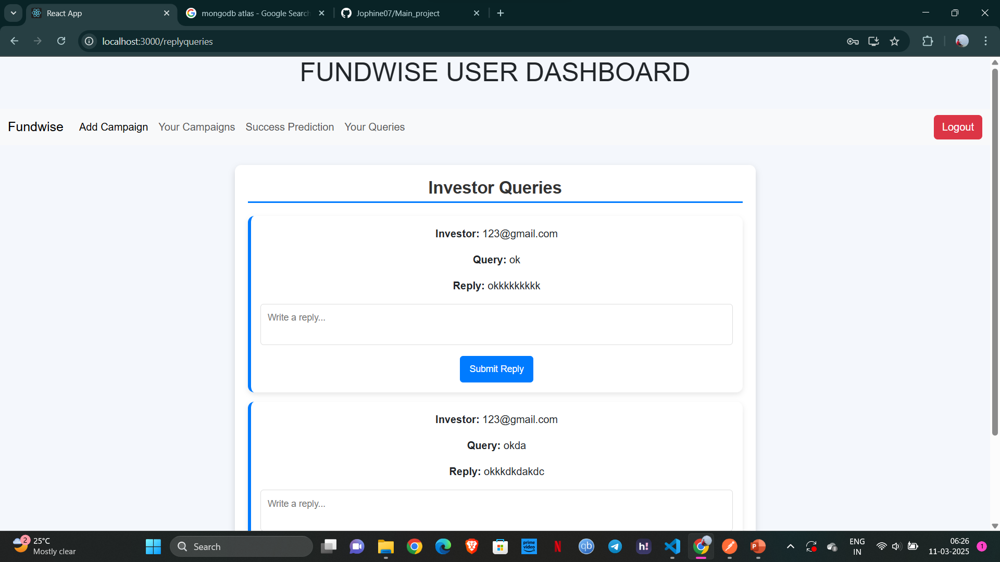 React App
mongodb atlas - Google Search
Jophine07/Main_project
localhost:3000/replyqueries
FUNDWISE USER DASHBOARD
Fundwise Add Campaign Your Campaigns Success Prediction Your Queries Logout
Investor Queries
Investor: 123@gmail.com
Query: ok
Reply: okkkkkkkkk
Write a reply...
Submit Reply
Investor: 123@gmail.com
Query: okda
Reply: okkkdkdakdc
Write a reply...
2
25°C
Mostly clear
Search
prime video
N
qb
h!
P
ENG
IN
06:26
11-03-2025
1